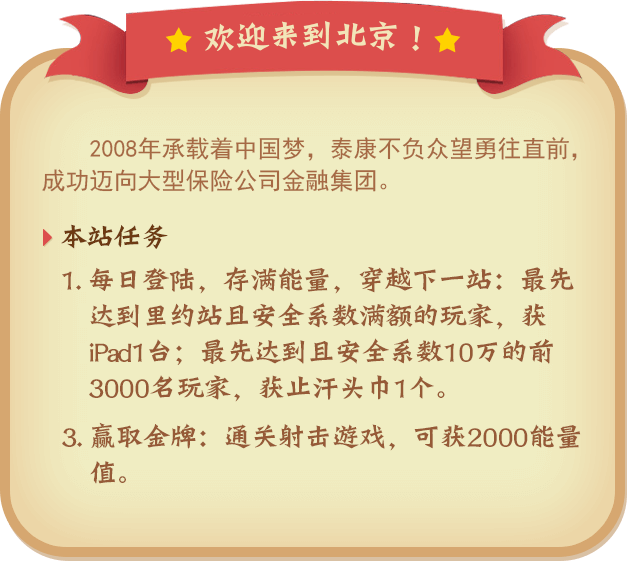 欢迎来到北京！
2008年承载着中国梦，泰康不负众望勇往直前，
成功迈向大型保险公司金融集团。
本站任务
1. 每日登陆，存满能量，穿越下一站：最先
达到里约站且安全系数满额的玩家，获
iPad1台；最先达到且安全系数10万的前
3000名玩家，获止汗头巾1个。
3. 赢取金牌：通关射击游戏，可获2000能量
值。